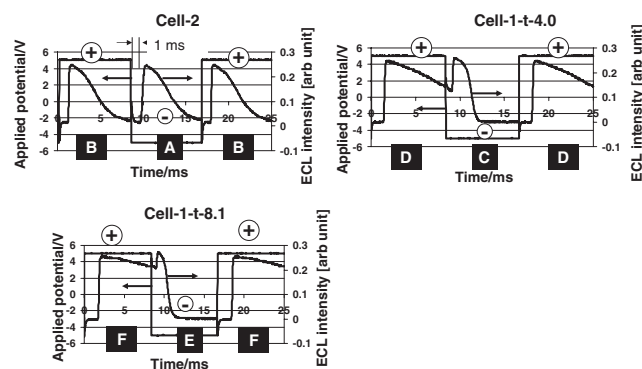 Cell-2
1 ms
+
+
-
Applied potential/V
6
4
2
0
-2
-4
-6
0
5
10
15
20
25
0.3
0.2
0.1
0
-0.1
ECL intensity [arb unit]
B
A
B
Time/ms
Cell-1-t-4.0
+
+
-
Applied potential/V
6
4
2
0
-2
-4
-6
0
5
10
15
20
25
0.3
0.2
0.1
0
-0.1
ECL intensity [arb unit]
D
C
D
Time/ms
Cell-1-t-8.1
+
+
-
Applied potential/V
6
4
2
0
-2
-4
-6
0
5
10
15
20
25
0.3
0.2
0.1
0
-0.1
ECL intensity [arb unit]
F
E
F
Time/ms